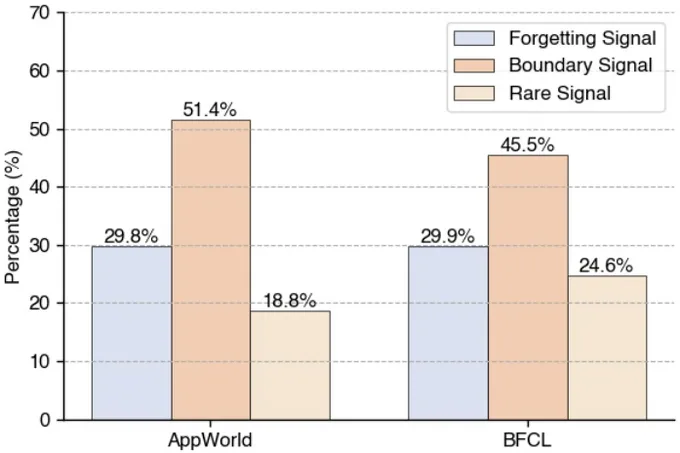 70
60
50
40
30
20
10
0
Percentage (%)
Forgetting Signal
Boundary Signal
Rare Signal
29.8%
51.4%
18.8%
29.9%
45.5%
24.6%
AppWorld
BFCL